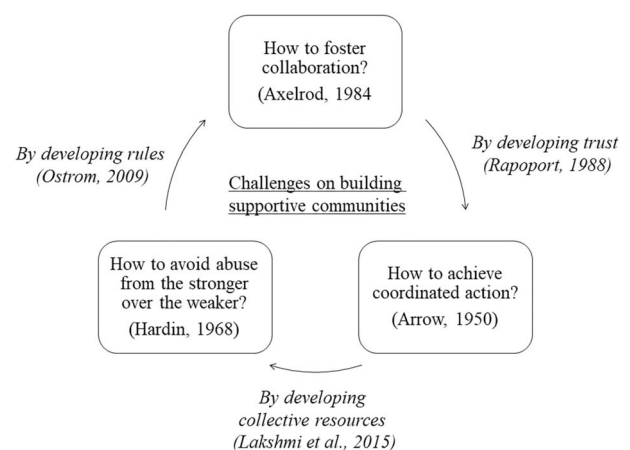 How to foster
collaboration?
(Axelrod, 1984
By developing rules
(Ostrom, 2009)
By developing trust
(Rapoport, 1988)
Challenges on building
supportive communities
How to avoid abuse
from the stronger
over the weaker?
(Hardin, 1968)
How to achieve
coordinated action?
(Arrow, 1950)
By developing
collective resources
(Lakshmi et al., 2015)